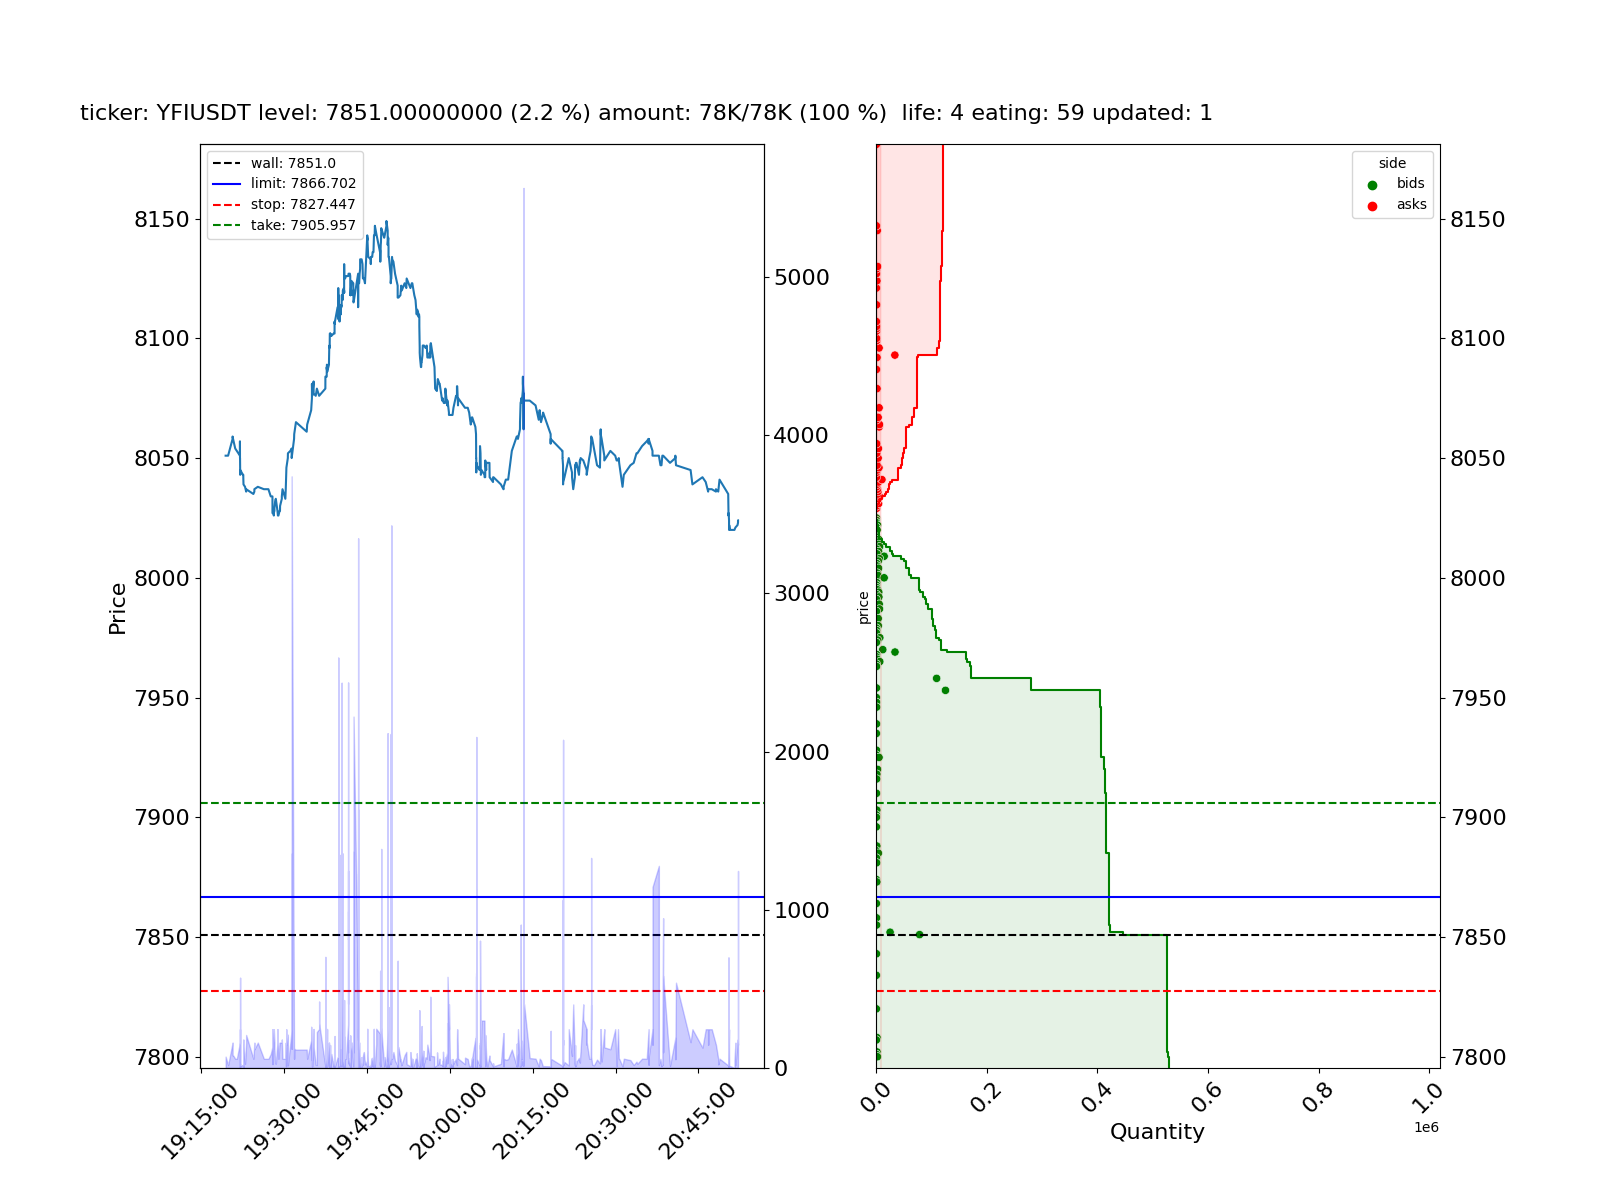 ticker: YFIUSDT level: 7851.00000000 (2.2 %) amount: 78K/78K (100 %)  life: 4 eating: 59 updated: 1
wall: 7851.0
limit: 7866.702
stop: 7827.447
take: 7905.957
Price
8150
8100
8050
8000
7950
7900
7850
7800
5000
4000
3000
2000
1000
0
19:15:00
19:30:00
19:45:00
20:00:00
20:15:00
20:30:00
20:45:00
side
bids
asks
price
8150
8100
8050
8000
7950
7900
7850
7800
0.0
0.2
0.4
0.6
0.8
1.0
1e6
Quantity